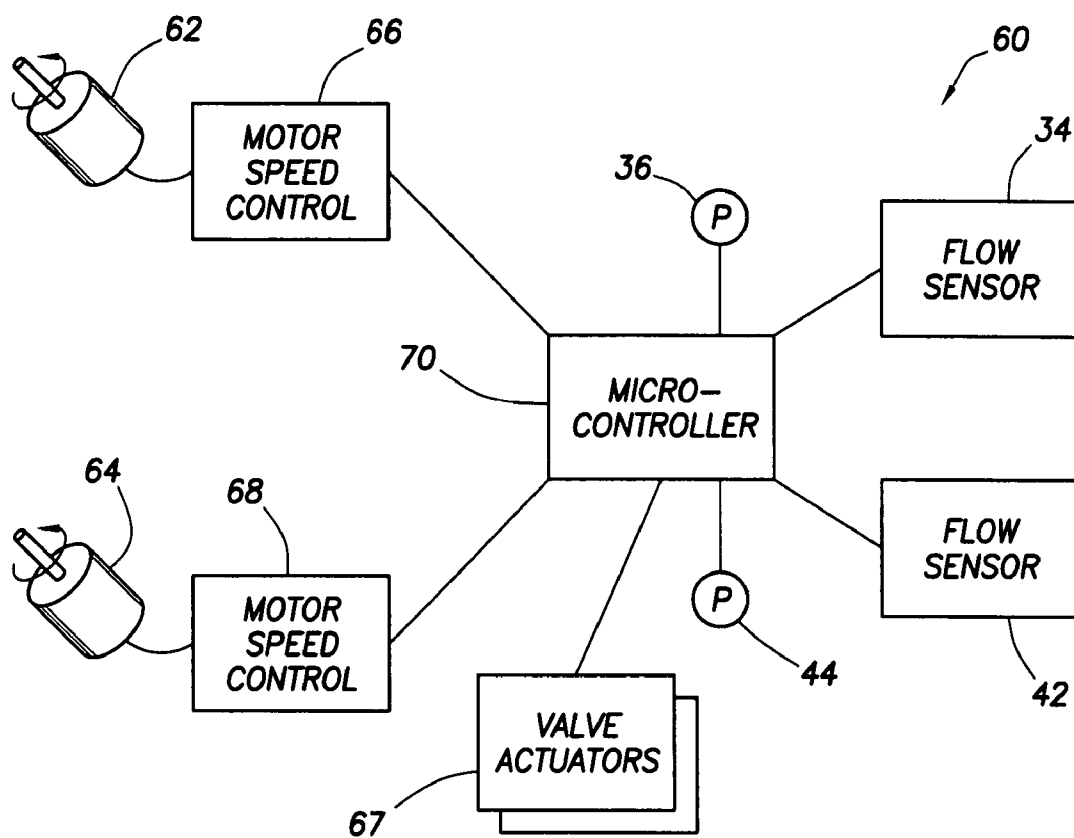 62
66
60
MOTOR
SPEED
CONTROL
36
P
34
FLOW
SENSOR
70
MICRO-
CONTROLLER
64
68
MOTOR
SPEED
CONTROL
P
44
FLOW
SENSOR
42
VALVE
ACTUATORS
67